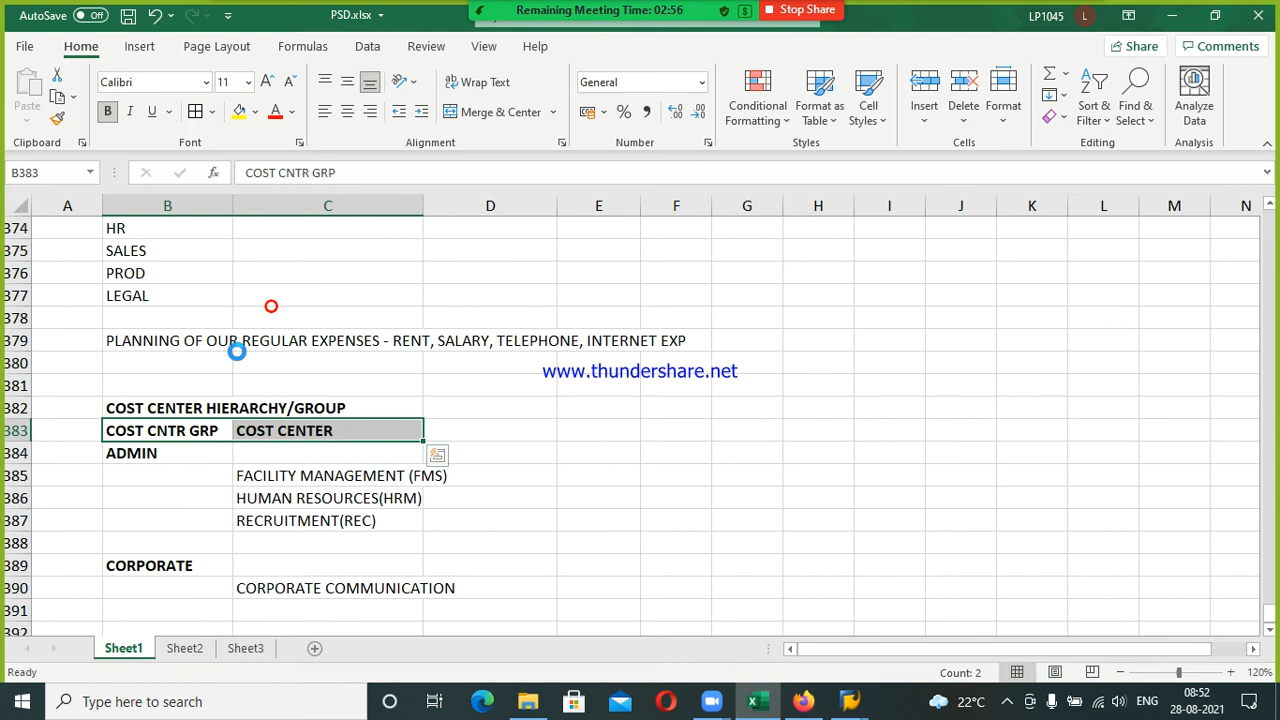 AutoSave
Off
PSD.xlsx
Remaining Meeting Time: 02:56
Stop Share
LP1045
L
File
Home
Insert
Page Layout
Formulas
Data
Review
View
Help
Share
Comments
Paste
Calibri
11
Wrap Text
General
Merge & Center
Conditional
Formatting
Format as
Table
Cell
Styles
Insert
Delete
Format
Sort &
Filter
Find &
Select
Analyze
Data
Clipboard
Font
Alignment
Number
Styles
Cells
Editing
Analysis
B383
COST CNTR GRP
A B C D E F G H I J K L M N
374 HR
375 SALES
376 PROD
377 LEGAL
378
379 PLANNING OF OUR REGULAR EXPENSES - RENT, SALARY, TELEPHONE, INTERNET EXP
380
www.thundershare.net
381
382 COST CENTER HIERARCHY/GROUP
383 COST CNTR GRP COST CENTER
384 ADMIN
385 FACILITY MANAGEMENT (FMS)
386 HUMAN RESOURCES(HRM)
387 RECRUITMENT(REC)
388
389 CORPORATE
390 CORPORATE COMMUNICATION
391
392
Sheet1
Sheet2
Sheet3
Ready
Count: 2
120%
Type here to search
22°C
ENG
08:52
28-08-2021